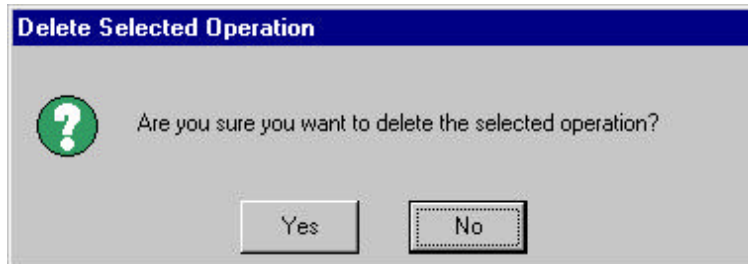 Delete Selected Operation
Are you sure you want to delete the selected operation?
Yes No